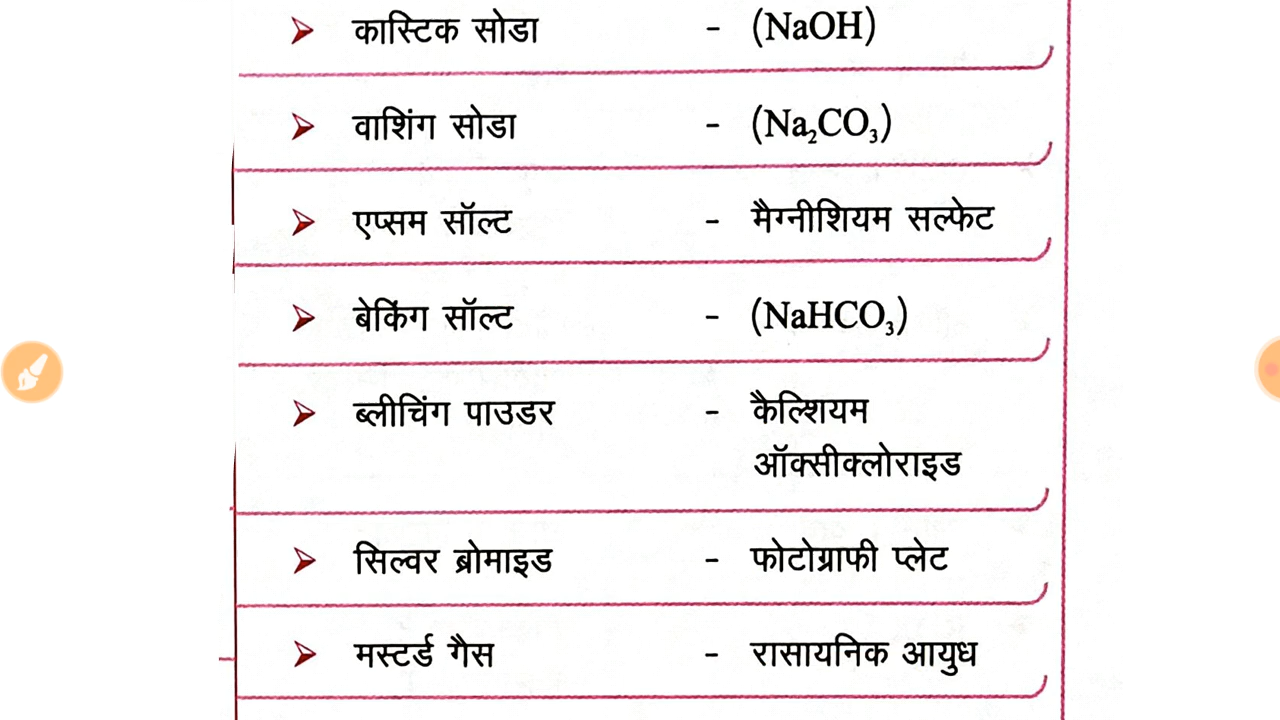 ➢ कास्टिक सोडा - (NaOH)
➢ वाशिंग सोडा - (Na₂CO₃)
➢ एप्सम सॉल्ट - मैग्नीशियम सल्फेट
➢ बेकिंग सॉल्ट - (NaHCO₃)
➢ ब्लीचिंग पाउडर - कैल्शियम
ऑक्सीक्लोराइड
➢ सिल्वर ब्रोमाइड - फोटोग्राफी प्लेट
➢ मस्टर्ड गैस - रासायनिक आयुध